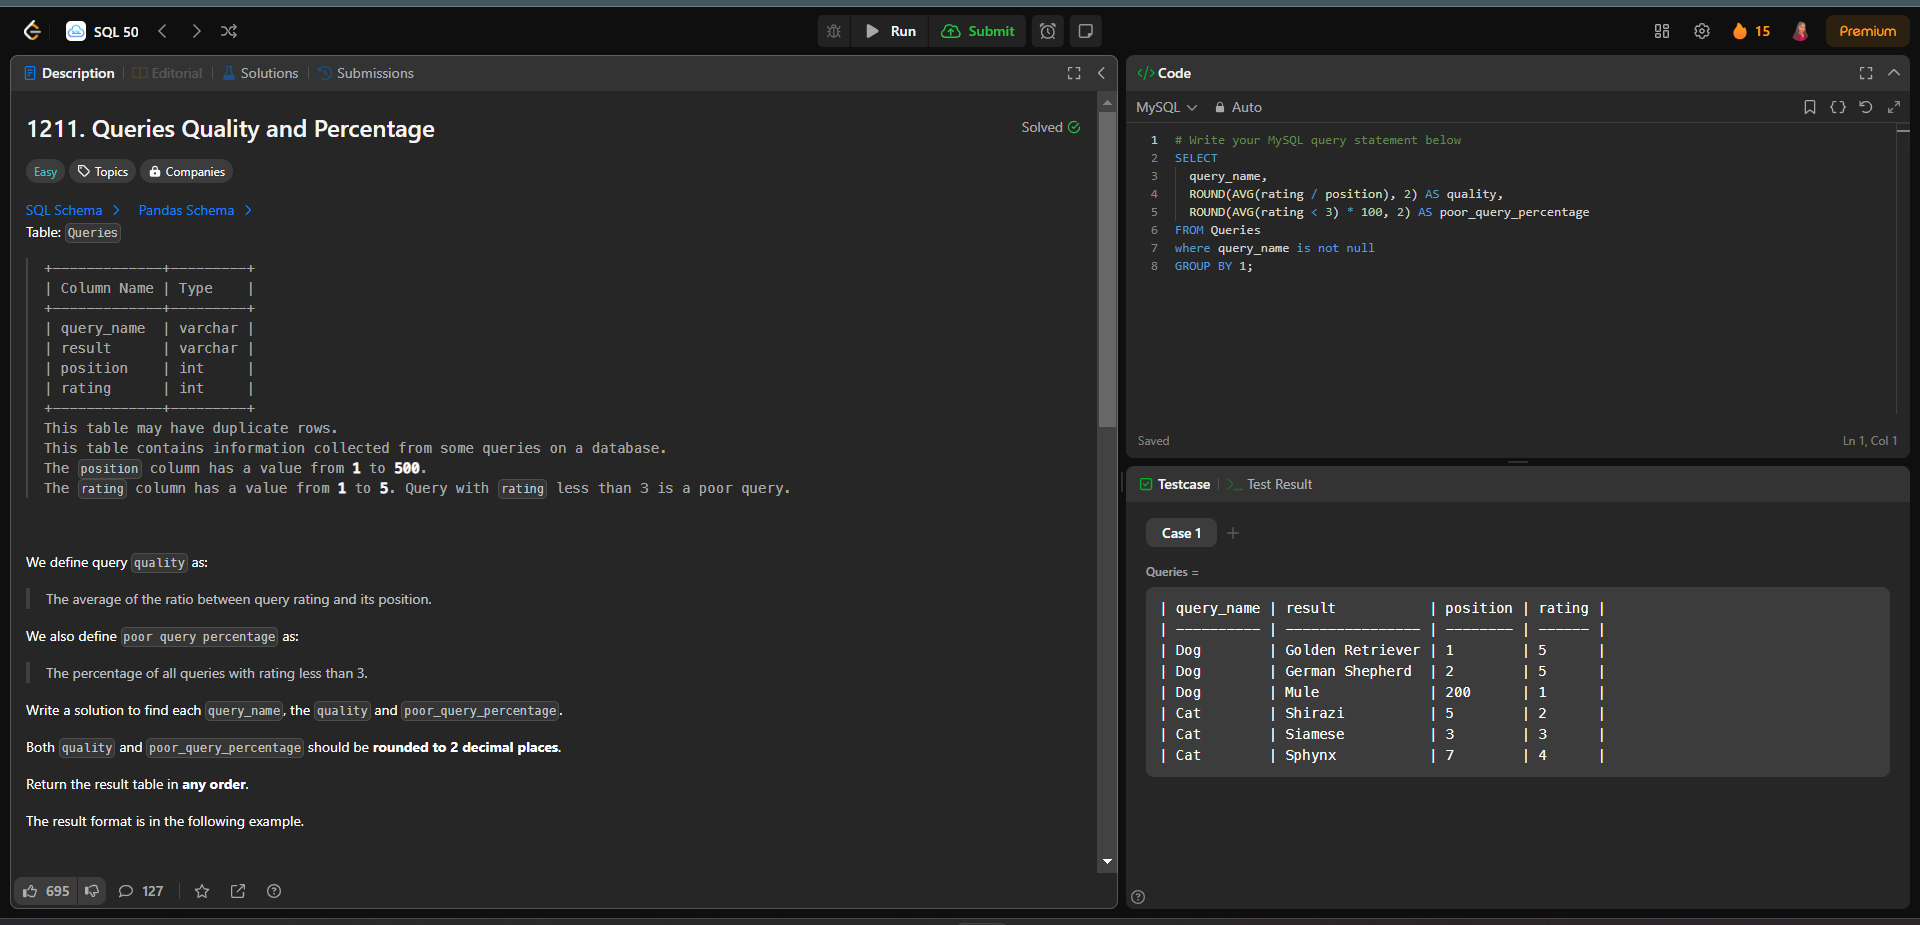 SQL 50
Run
Submit
15
Premium
Description
Editorial
Solutions
Submissions
1211. Queries Quality and Percentage
Solved
Easy
Topics
Companies
SQL Schema
Pandas Schema
Table: Queries
+-------------+---------+
| Column Name | Type    |
+-------------+---------+
| query_name  | varchar |
| result      | varchar |
| position    | int     |
| rating      | int     |
+-------------+---------+
This table may have duplicate rows.
This table contains information collected from some queries on a database.
The position column has a value from 1 to 500.
The rating column has a value from 1 to 5. Query with rating less than 3 is a poor query.
We define query quality as:
The average of the ratio between query rating and its position.
We also define poor query percentage as:
The percentage of all queries with rating less than 3.
Write a solution to find each query_name, the quality and poor_query_percentage.
Both quality and poor_query_percentage should be rounded to 2 decimal places.
Return the result table in any order.
The result format is in the following example.
695
127
</> Code
MySQL
Auto
1 # Write your MySQL query statement below
2 SELECT
3 query_name,
4 ROUND(AVG(rating / position), 2) AS quality,
5 ROUND(AVG(rating < 3) * 100, 2) AS poor_query_percentage
6 FROM Queries
7 where query_name is not null
8 GROUP BY 1;
Saved
Ln 1, Col 1
Testcase
>_ Test Result
Case 1
Queries =
| query_name | result           | position | rating |
| ---------- | ---------------- | -------- | ------ |
| Dog        | Golden Retriever | 1        | 5      |
| Dog        | German Shepherd  | 2        | 5      |
| Dog        | Mule             | 200      | 1      |
| Cat        | Shirazi          | 5        | 2      |
| Cat        | Siamese          | 3        | 3      |
| Cat        | Sphynx           | 7        | 4      |